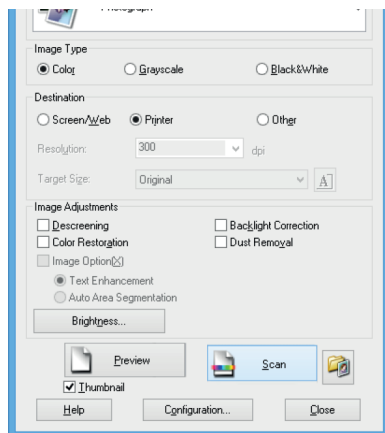 Photograph
Image Type
Color Grayscale Black&White
Destination
Screen/Web Printer Other
Resolution: 300 dpi
Target Size: Original A
Image Adjustments
Descreening Backlight Correction
Color Restoration Dust Removal
Image Option(X)
Text Enhancement
Auto Area Segmentation
Brightness...
Preview Scan
Thumbnail
Help Configuration... Close